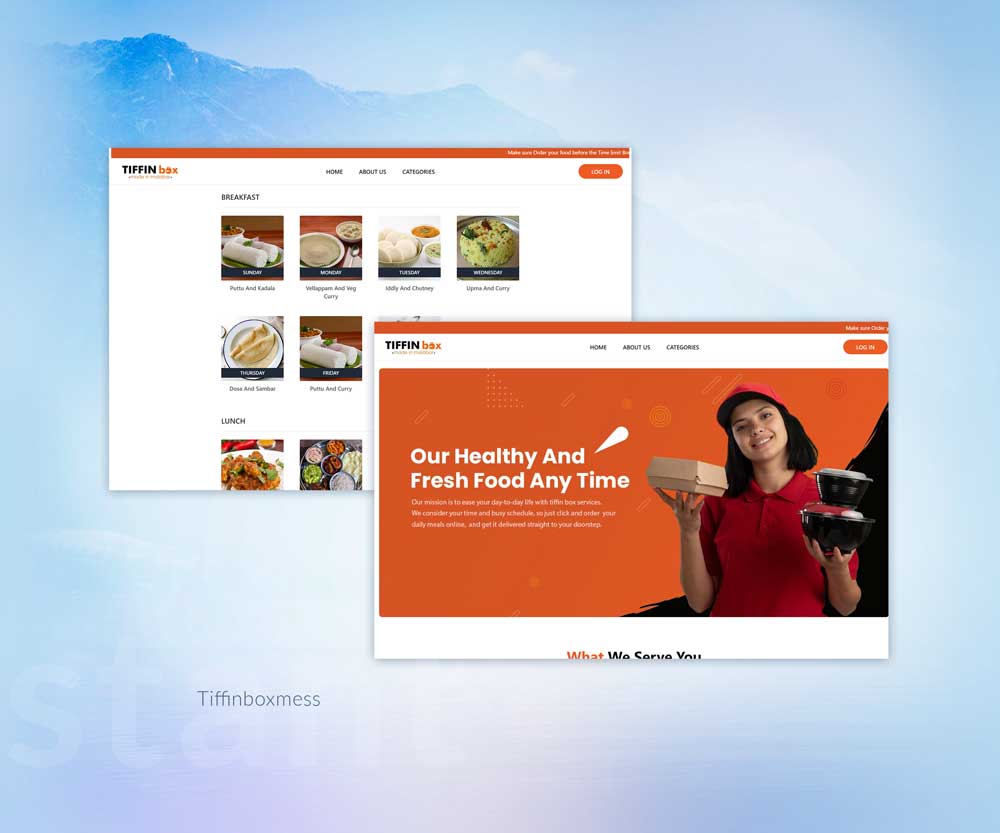 Make sure Order your food before the Time limit
TIFFIN box
made in malabar
HOME ABOUT US CATEGORIES
LOG IN
BREAKFAST
SUNDAY MONDAY TUESDAY WEDNESDAY
Puttu And Kadala Vellappam And Veg Iddly And Chutney Upma And Curry
Curry
THURSDAY FRIDAY
Dosa And Sambar Puttu And Curry
LUNCH
Make sure Order y
TIFFIN box
made in malabar
HOME ABOUT US CATEGORIES
LOG IN
Our Healthy And
Fresh Food Any Time
Our mission is to ease your day-to-day life with tiffin box services.
We consider your time and busy schedule, so just click and order your
daily meals online, and get it delivered straight to your doorstep.
What We Serve You
Tiffinboxmess